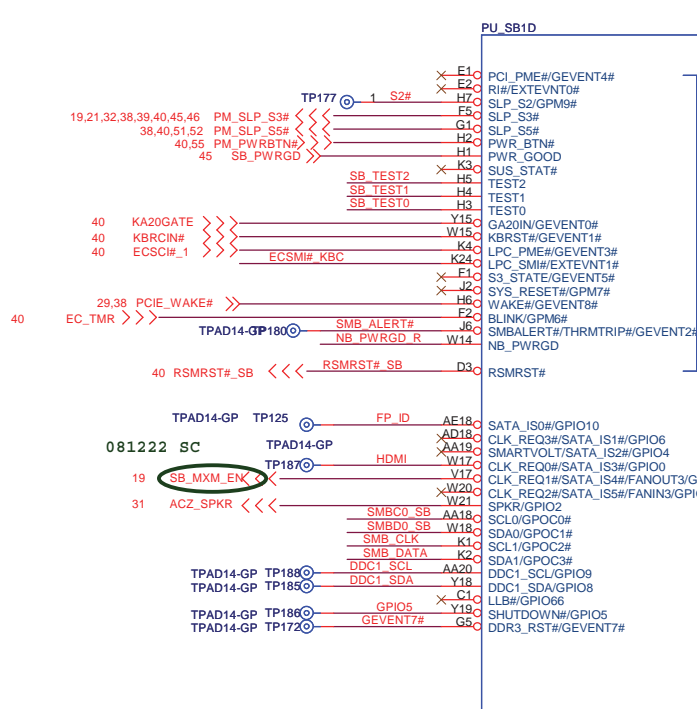 PU_SB1D
E1 PCI_PME#/GEVENT4#
E2 RI#/EXTEVNT0#
TP177 1 S2# H7 SLP_S2/GPM9#
19,21,32,38,39,40,45,46 PM_SLP_S3# F5 SLP_S3#
38,40,51,52 PM_SLP_S5# G1 SLP_S5#
40,55 PM_PWRBTN# H2 PWR_BTN#
45 SB_PWRGD H1 PWR_GOOD
K3 SUS_STAT#
SB_TEST2 H5 TEST2
SB_TEST1 H4 TEST1
SB_TEST0 H3 TEST0
40 KA20GATE Y15 GA20IN/GEVENT0#
40 KBRCIN# W15 KBRST#/GEVENT1#
40 ECSCI#_1 K4 LPC_PME#/GEVENT3#
ECSMI#_KBC K24 LPC_SMI#/EXTEVNT1#
F1 S3_STATE/GEVENT5#
J2 SYS_RESET#/GPM7#
29,38 PCIE_WAKE# H6 WAKE#/GEVENT8#
40 EC_TMR F2 BLINK/GPM6#
TPAD14-GP TP180 SMB_ALERT# J6 SMBALERT#/THRMTRIP#/GEVENT2#
NB_PWRGD_R W14 NB_PWRGD
40 RSMRST#_SB RSMRST#_SB D3 RSMRST#
TPAD14-GP TP125 FP_ID AE18 SATA_IS0#/GPIO10
AD18 CLK_REQ3#/SATA_IS1#/GPIO6
081222 SC TPAD14-GP AA19 SMARTVOLT/SATA_IS2#/GPIO4
TP187 HDMI W17 CLK_REQ0#/SATA_IS3#/GPIO0
19 SB_MXM_EN V17 CLK_REQ1#/SATA_IS4#/FANOUT3/G
W20 CLK_REQ2#/SATA_IS5#/FANIN3/GPI
31 ACZ_SPKR W21 SPKR/GPIO2
SMBC0_SB AA18 SCL0/GPOC0#
SMBD0_SB W18 SDA0/GPOC1#
SMB_CLK K1 SCL1/GPOC2#
SMB_DATA K2 SDA1/GPOC3#
TPAD14-GP TP188 DDC1_SCL AA20 DDC1_SCL/GPIO9
TPAD14-GP TP185 DDC1_SDA Y18 DDC1_SDA/GPIO8
C1 LLB#/GPIO66
TPAD14-GP TP186 GPIO5 Y19 SHUTDOWN#/GPIO5
TPAD14-GP TP172 GEVENT7# G5 DDR3_RST#/GEVENT7#